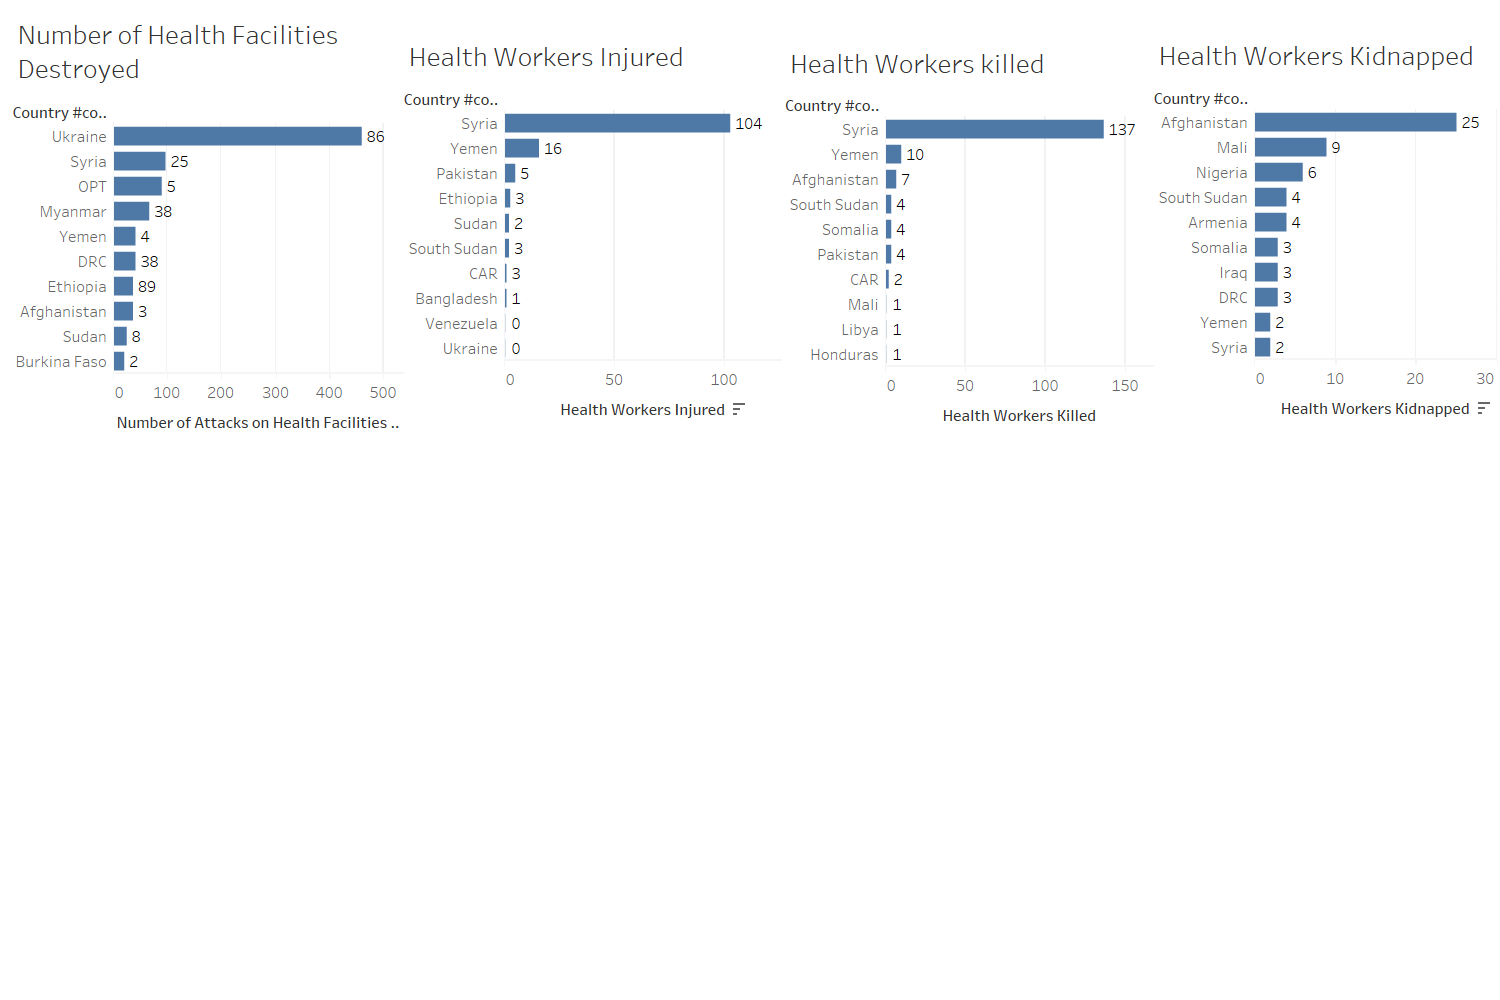 Number of Health Facilities
Destroyed
Country #co..
Ukraine 86
Syria 25
OPT 5
Myanmar 38
Yemen 4
DRC 38
Ethiopia 89
Afghanistan 3
Sudan 8
Burkina Faso 2
0 100 200 300 400 500
Number of Attacks on Health Facilities ..
Health Workers Injured
Country #co..
Syria 104
Yemen 16
Pakistan 5
Ethiopia 3
Sudan 2
South Sudan 3
CAR 3
Bangladesh 1
Venezuela 0
Ukraine 0
0 50 100
Health Workers Injured
Health Workers killed
Country #co..
Syria 137
Yemen 10
Afghanistan 7
South Sudan 4
Somalia 4
Pakistan 4
CAR 2
Mali 1
Libya 1
Honduras 1
0 50 100 150
Health Workers Killed
Health Workers Kidnapped
Country #co..
Afghanistan 25
Mali 9
Nigeria 6
South Sudan 4
Armenia 4
Somalia 3
Iraq 3
DRC 3
Yemen 2
Syria 2
0 10 20 30
Health Workers Kidnapped